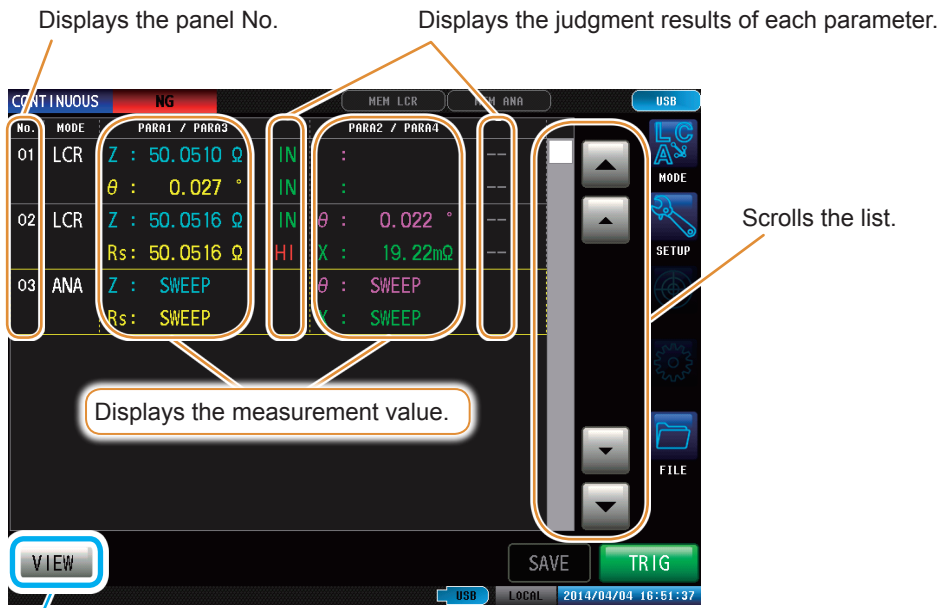 Displays the panel No.
Displays the judgment results of each parameter.
CONTINUOUS NG MEM LCR MEM ANA USB
No. MODE PARA1 / PARA3 PARA2 / PARA4
01 LCR Z : 50.0510 Ω IN : --
θ : 0.027 ° IN : --
MODE
02 LCR Z : 50.0516 Ω IN θ : 0.022 ° --
Scrolls the list.
Rs: 50.0516 Ω HI X : 19.22mΩ --
SETUP
03 ANA Z : SWEEP θ : SWEEP
Rs: SWEEP X : SWEEP
Displays the measurement value.
FILE
VIEW SAVE TRIG
USB LOCAL 2014/04/04 16:51:37